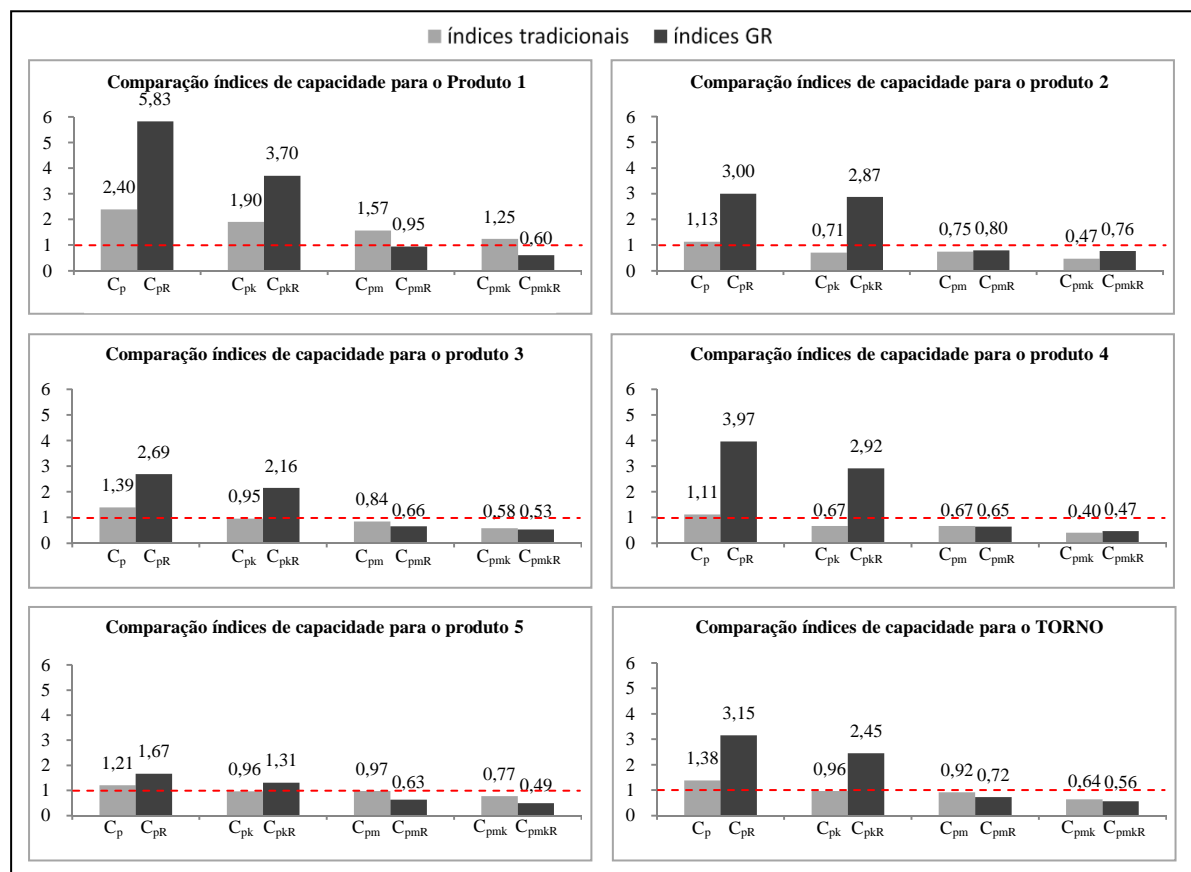 índices tradicionais índices GR
Comparação índices de capacidade para o Produto 1
6
5
4
3
2
1
0
2,40 5,83 1,90 3,70 1,57 0,95 1,25 0,60
Cp CpR Cpk CpkR Cpm CpmR Cpmk CpmkR
Comparação índices de capacidade para o produto 2
6
5
4
3
2
1
0
1,13 3,00 0,71 2,87 0,75 0,80 0,47 0,76
Cp CpR Cpk CpkR Cpm CpmR Cpmk CpmkR
Comparação índices de capacidade para o produto 3
6
5
4
3
2
1
0
1,39 2,69 0,95 2,16 0,84 0,66 0,58 0,53
Cp CpR Cpk CpkR Cpm CpmR Cpmk CpmkR
Comparação índices de capacidade para o produto 4
6
5
4
3
2
1
0
1,11 3,97 0,67 2,92 0,67 0,65 0,40 0,47
Cp CpR Cpk CpkR Cpm CpmR Cpmk CpmkR
Comparação índices de capacidade para o produto 5
6
5
4
3
2
1
0
1,21 1,67 0,96 1,31 0,97 0,63 0,77 0,49
Cp CpR Cpk CpkR Cpm CpmR Cpmk CpmkR
Comparação índices de capacidade para o TORNO
6
5
4
3
2
1
0
1,38 3,15 0,96 2,45 0,92 0,72 0,64 0,56
Cp CpR Cpk CpkR Cpm CpmR Cpmk CpmkR